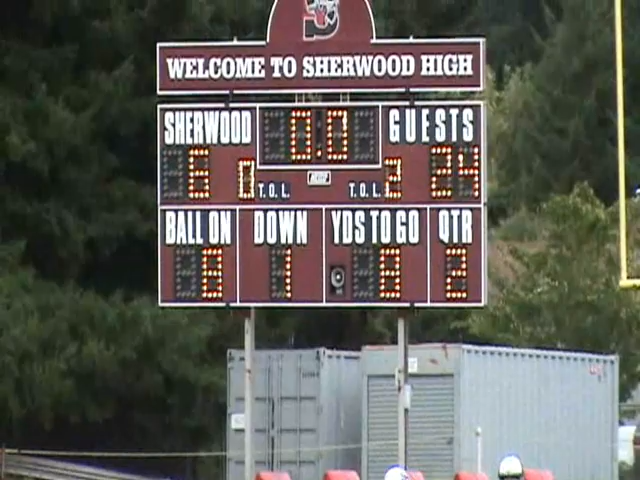 WELCOME TO SHERWOOD HIGH
SHERWOOD 0.0 GUESTS
6 0 T.O.L. T.O.L. 2 24
BALL ON DOWN YDS TO GO QTR
8 1 8 2